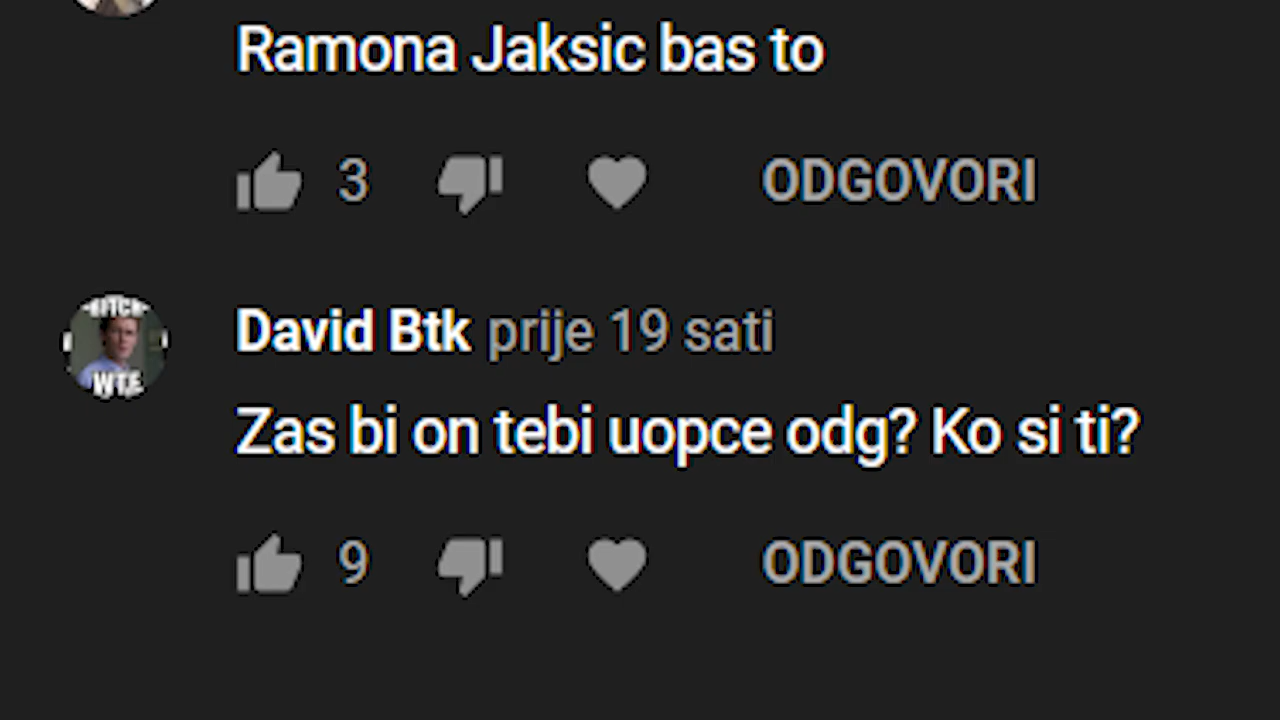 Ramona Jaksic bas to
3 ODGOVORI
David Btk prije 19 sati
Zas bi on tebi uopce odg? Ko si ti?
9 ODGOVORI
WTF